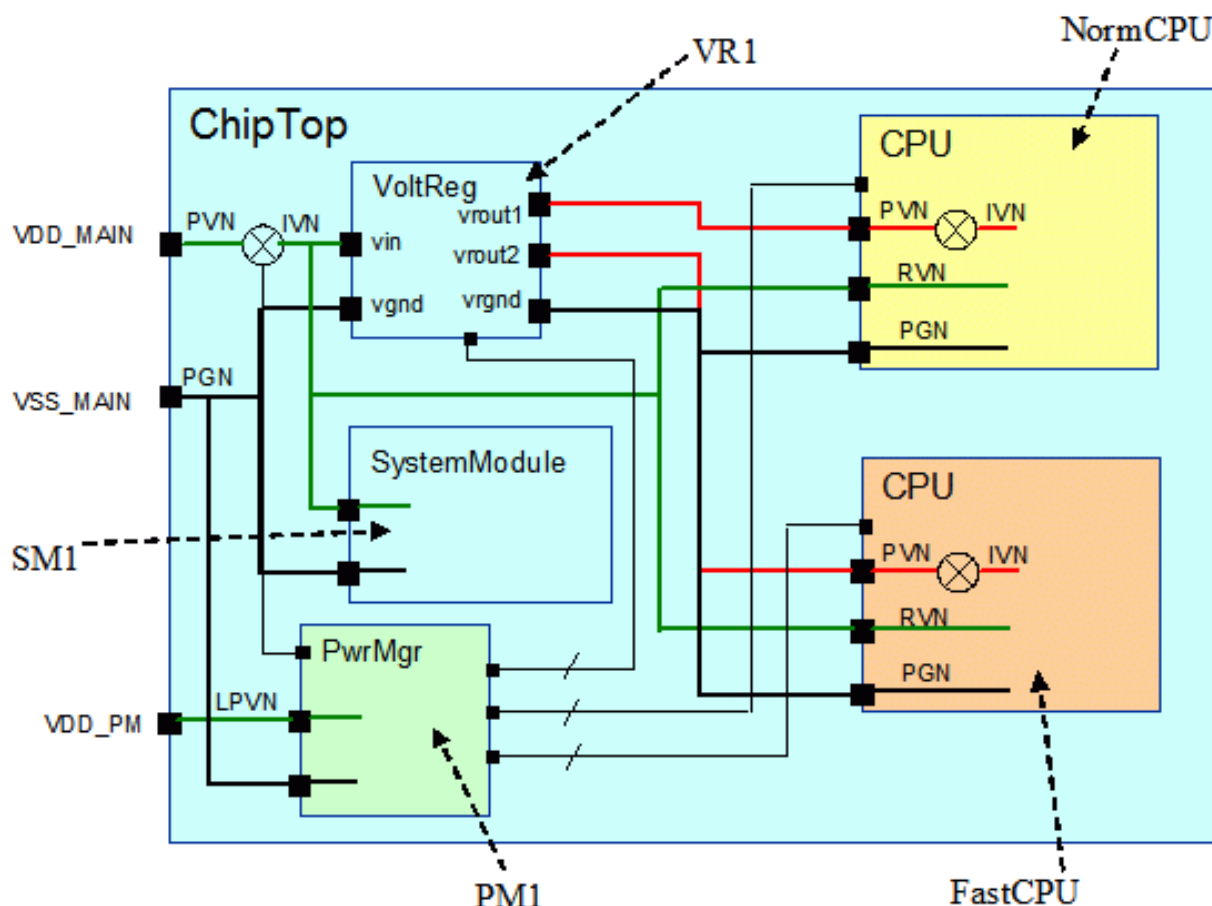 NormCPU
VR1
ChipTop
CPU
VoltReg
PVN
IVN
vrout1
PVN
IVN
VDD_MAIN
vin
vrout2
RVN
vgnd
vrgnd
PGN
PGN
VSS_MAIN
SystemModule
CPU
SM1
PVN
IVN
RVN
PwrMgr
PGN
LPVN
VDD_PM
PM1
FastCPU